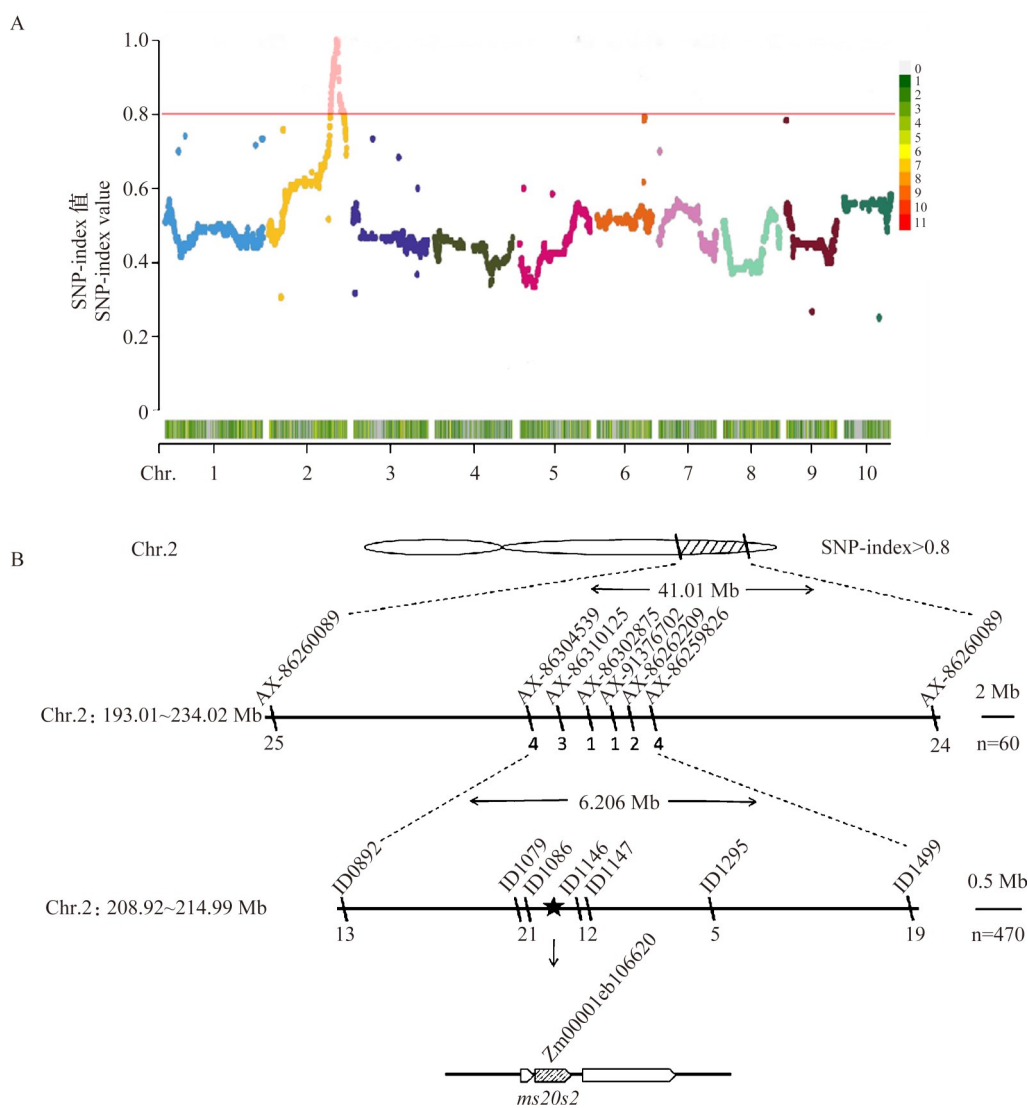 A
SNP-index 值
SNP-index value
1.0
0.8
0.6
0.4
0.2
0
0
1
2
3
4
5
6
7
8
9
10
11
Chr.
1
2
3
4
5
6
7
8
9
10
B
Chr.2
SNP-index>0.8
41.01 Mb
AX-86260089
AX-86304539
AX-86310125
AX-86302875
AX-91376702
AX-86262209
AX-86259826
AX-86260089
Chr.2: 193.01~234.02 Mb
2 Mb
25
4
3
1
1
2
4
24
n=60
6.206 Mb
ID0892
ID1079
ID1086
ID1146
ID1147
ID1295
ID1499
Chr.2: 208.92~214.99 Mb
0.5 Mb
13
21
12
5
19
n=470
Zm00001eb106620
ms20s2